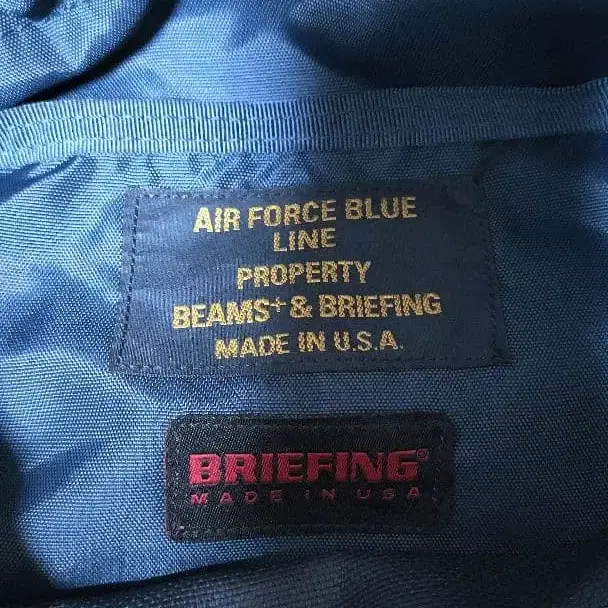 AIR FORCE BLUE
LINE
PROPERTY
BEAMS+ & BRIEFING
MADE IN U.S.A.
BRIEFING®
MADE IN USA